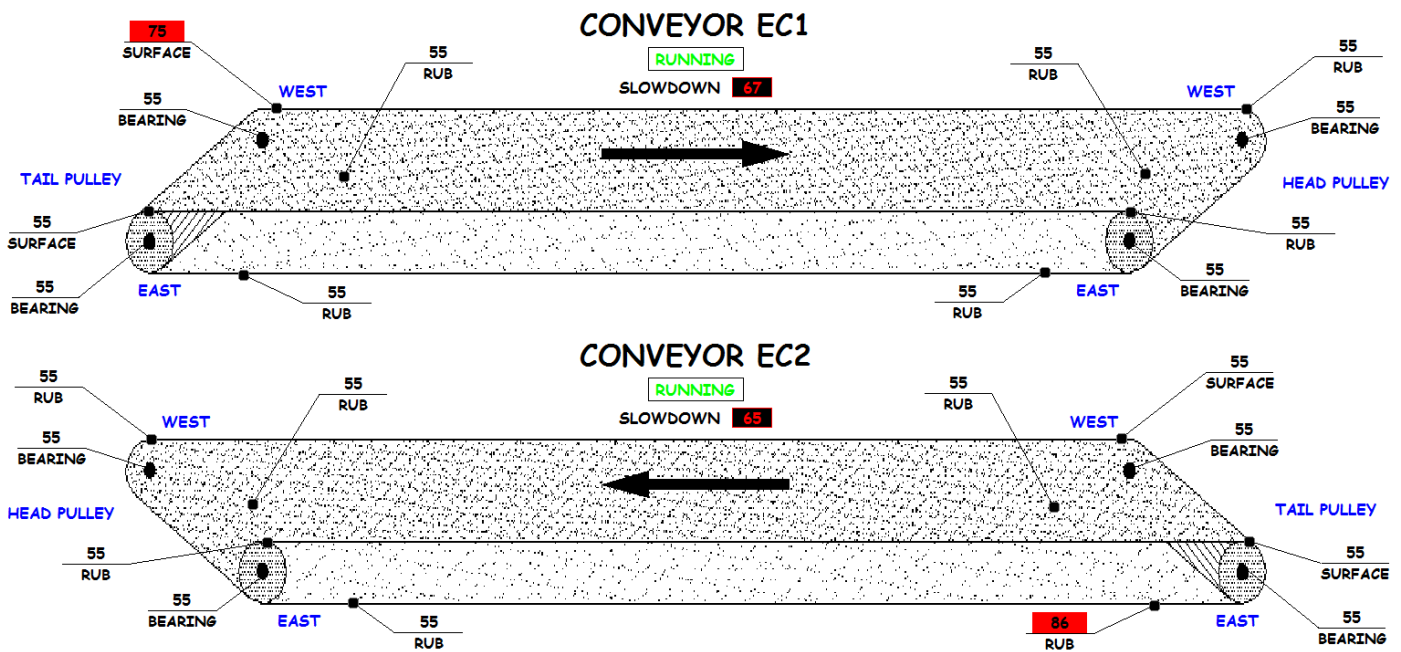 CONVEYOR EC1
75
SURFACE
RUNNING
55
RUB
55
RUB
55
RUB
SLOWDOWN 67
WEST
WEST
55
BEARING
55
BEARING
TAIL PULLEY
HEAD PULLEY
55
SURFACE
55
RUB
55
BEARING
EAST
55
RUB
55
RUB
EAST
55
BEARING
CONVEYOR EC2
55
RUB
55
RUB
RUNNING
55
RUB
55
SURFACE
SLOWDOWN 65
WEST
WEST
55
BEARING
55
BEARING
HEAD PULLEY
TAIL PULLEY
55
RUB
55
SURFACE
55
BEARING
EAST
55
RUB
86
RUB
EAST
55
BEARING